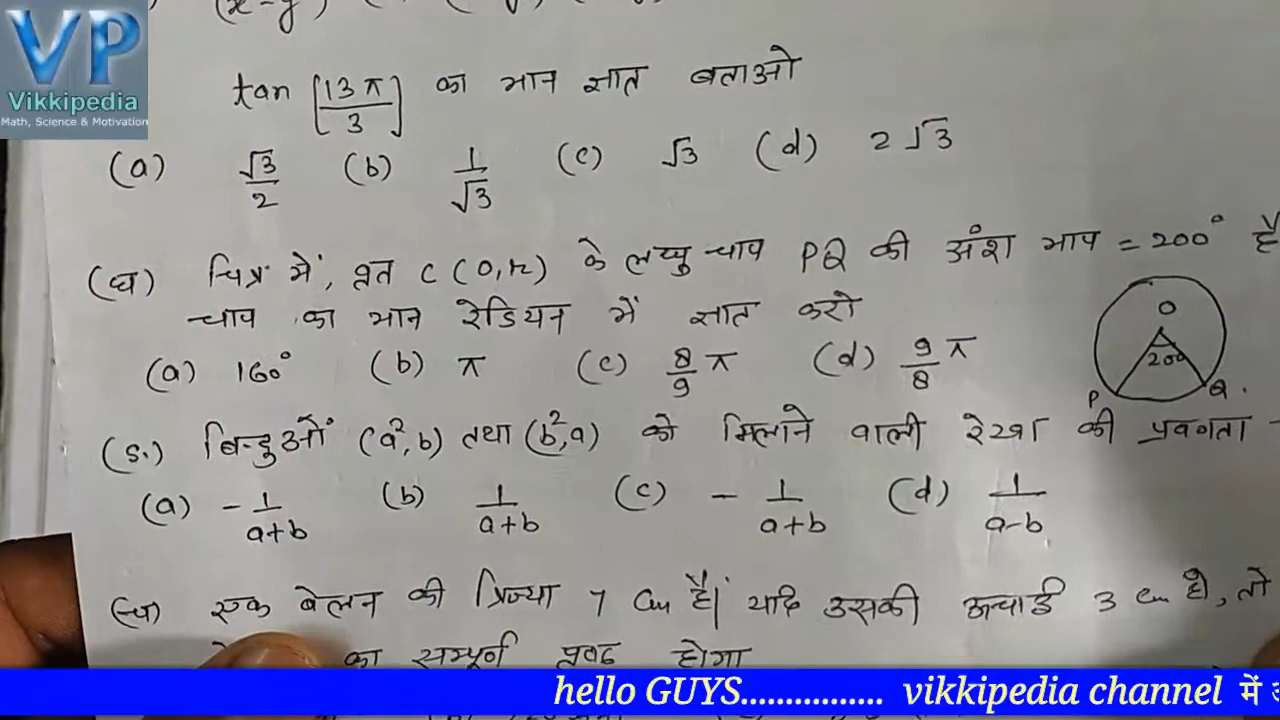 VP
Vikkipedia
Math, Science & Motivation
(x-y)
tan [13π/3] का मान ज्ञात बताओ
(a) √3/2 (b) 1/√3 (c) √3 (d) 2√3
(घ) चित्र में, वृत C(O,r) के लघु चाप PQ की अंश माप = 200° है
चाप का मान रेडियन में ज्ञात करो
(a) 160° (b) π (c) 8/9 π (d) 9/8 π
O
200
P Q.
(ङ.) बिन्दुओं (a²,b) तथा (b²,a) को मिलाने वाली रेखा की प्रवणता -
(a) - 1/a+b (b) 1/a+b (c) - 1/a+b (d) 1/a-b
(च) एक बेलन की त्रिज्या 7 cm है। यदि उसकी ऊचाई 3 cm है, तो
का सम्पूर्न पृष्ठ होगा
hello GUYS................ vikkipedia channel में